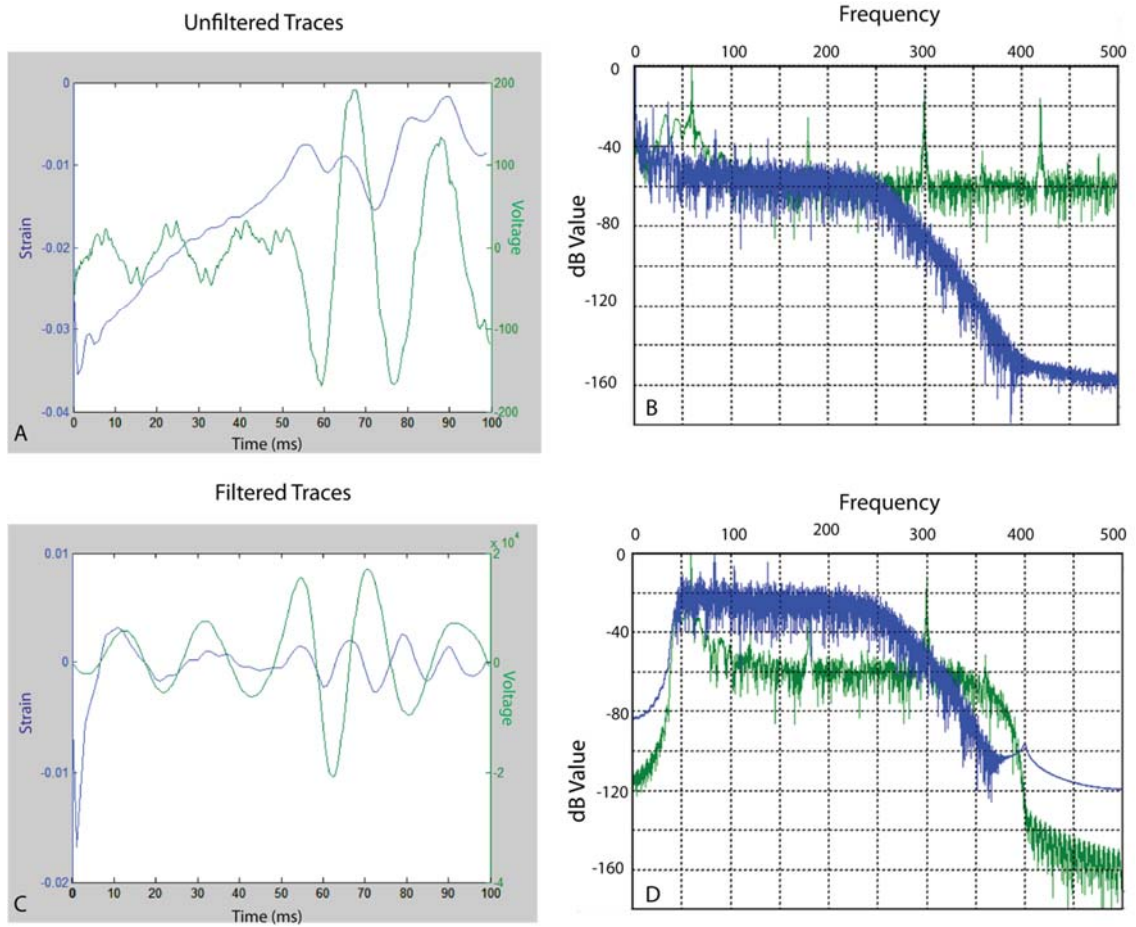 Unfiltered Traces
0
-0.01
-0.02
-0.03
-0.04
Strain
200
100
0
-100
-200
Voltage
0 10 20 30 40 50 60 70 80 90 100
Time (ms)
A
Frequency
0 100 200 300 400 500
0
-40
-80
-120
-160
dB Value
B
Filtered Traces
0.01
0
-0.01
-0.02
Strain
x 10^4
2
0
-2
-4
Voltage
0 10 20 30 40 50 60 70 80 90 100
Time (ms)
C
Frequency
0 100 200 300 400 500
0
-40
-80
-120
-160
dB Value
D